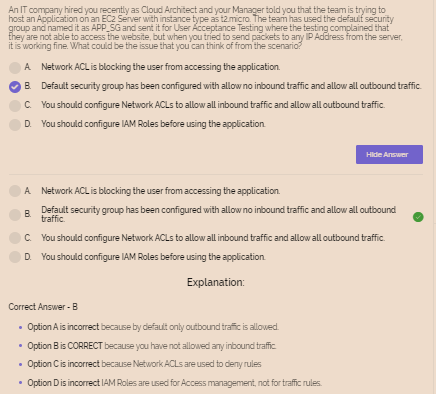 An IT company hired you recently as Cloud Architect and your Manager told you that the team is trying to
host an Application on an EC2 Server with instance type as t2.micro. The team has used the default security
group and named it as APP_SG and sent it for User Acceptance Testing where the testing complained that
they are not able to access the website, but when you tried to send packets to any IP Address from the server,
it is working fine. What could be the issue that you can think of from the scenario?
A. Network ACL is blocking the user from accessing the application.
B. Default security group has been configured with allow no inbound traffic and allow all outbound traffic.
C. You should configure Network ACLs to allow all inbound traffic and allow all outbound traffic.
D. You should configure IAM Roles before using the application.
Hide Answer
A. Network ACL is blocking the user from accessing the application.
B. Default security group has been configured with allow no inbound traffic and allow all outbound
traffic.
C. You should configure Network ACLs to allow all inbound traffic and allow all outbound traffic.
D. You should configure IAM Roles before using the application.
Explanation:
Correct Answer - B
• Option A is incorrect because by default only outbound traffic is allowed.
• Option B is CORRECT because you have not allowed any inbound traffic.
• Option C is incorrect because Network ACLs are used to deny rules
• Option D is incorrect IAM Roles are used for Access management, not for traffic rules.